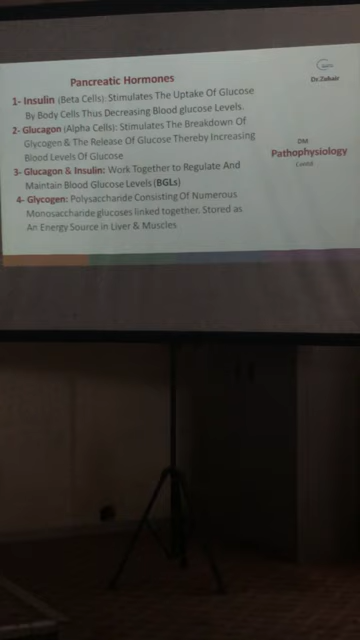 Pancreatic Hormones
1- Insulin (Beta Cells): Stimulates The Uptake Of Glucose
By Body Cells Thus Decreasing Blood glucose Levels.
2- Glucagon (Alpha Cells): Stimulates The Breakdown Of
Glycogen & The Release Of Glucose Thereby Increasing
Blood Levels Of Glucose
3- Glucagon & Insulin: Work Together to Regulate And
Maintain Blood Glucose Levels (BGLs)
4- Glycogen: Polysaccharide Consisting Of Numerous
Monosaccharide glucoses linked together. Stored as
An Energy Source in Liver & Muscles
Dr.Zuhair
DM
Pathophysiology